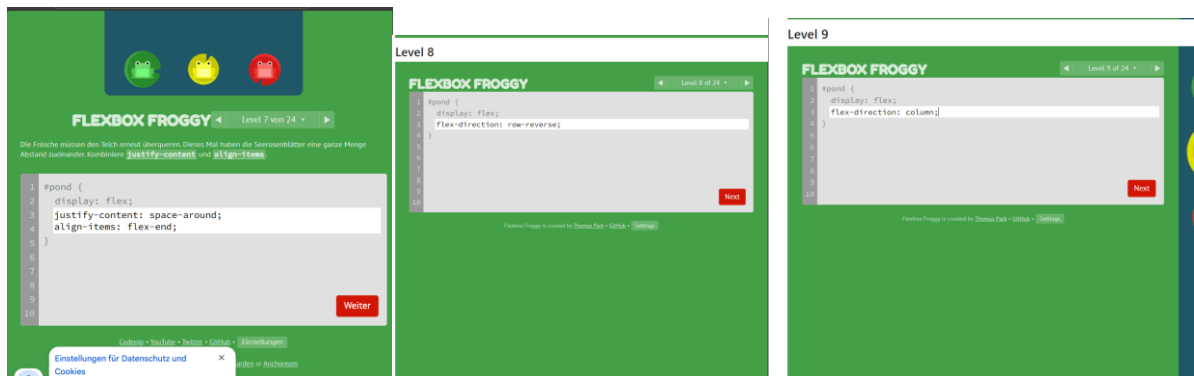 FLEXBOX FROGGY
Level 7 von 24
Die Frösche müssen den Teich erneut überqueren. Dieses Mal haben die Seerosenblätter eine ganze Menge
Abstand zueinander. Kombiniere justify-content und align-items.
1 #pond {
2 display: flex;
3 justify-content: space-around;
4 align-items: flex-end;
5 }
6
7
8
9
10
Weiter
Codepip • YouTube • Twitter • GitHub • Einstellungen
Einstellungen für Datenschutz und
Cookies
arden or Anchoreum.
Level 8
FLEXBOX FROGGY
Level 8 of 24
1 #pond {
2 display: flex;
3 flex-direction: row-reverse;
4 }
5
6
7
8
9
10
Next
Flexbox Froggy is created by Thomas Park • GitHub • Settings
Level 9
FLEXBOX FROGGY
Level 9 of 24
1 #pond {
2 display: flex;
3 flex-direction: column;
4 }
5
6
7
8
9
10
Next
Flexbox Froggy is created by Thomas Park • GitHub • Settings